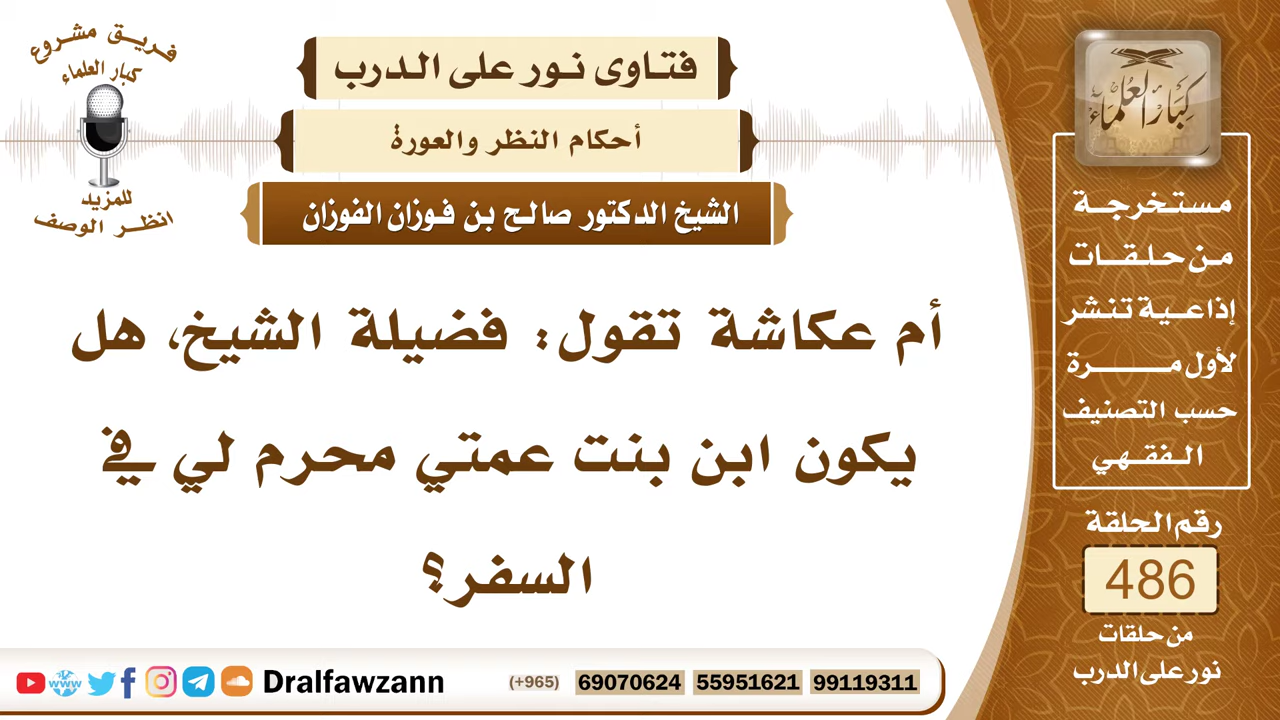 فريق مشروع
كبار العلماء
للمزيد
انظر الوصف
فتاوى نور على الدرب
أحكام النظر والعورة
الشيخ الدكتور صالح بن فوزان الفوزان
أم عكاشة تقول: فضيلة الشيخ، هل
يكون ابن بنت عمتي محرم لي في
السفر؟
كبار العلماء
مستخرجة
من حلقات
إذاعية تنشر
لأول مرة
حسب التصنيف
الفقهي
رقم الحلقة
486
من حلقات
نور على الدرب
www
Dralfawzann
(+965) 69070624 55951621 99119311